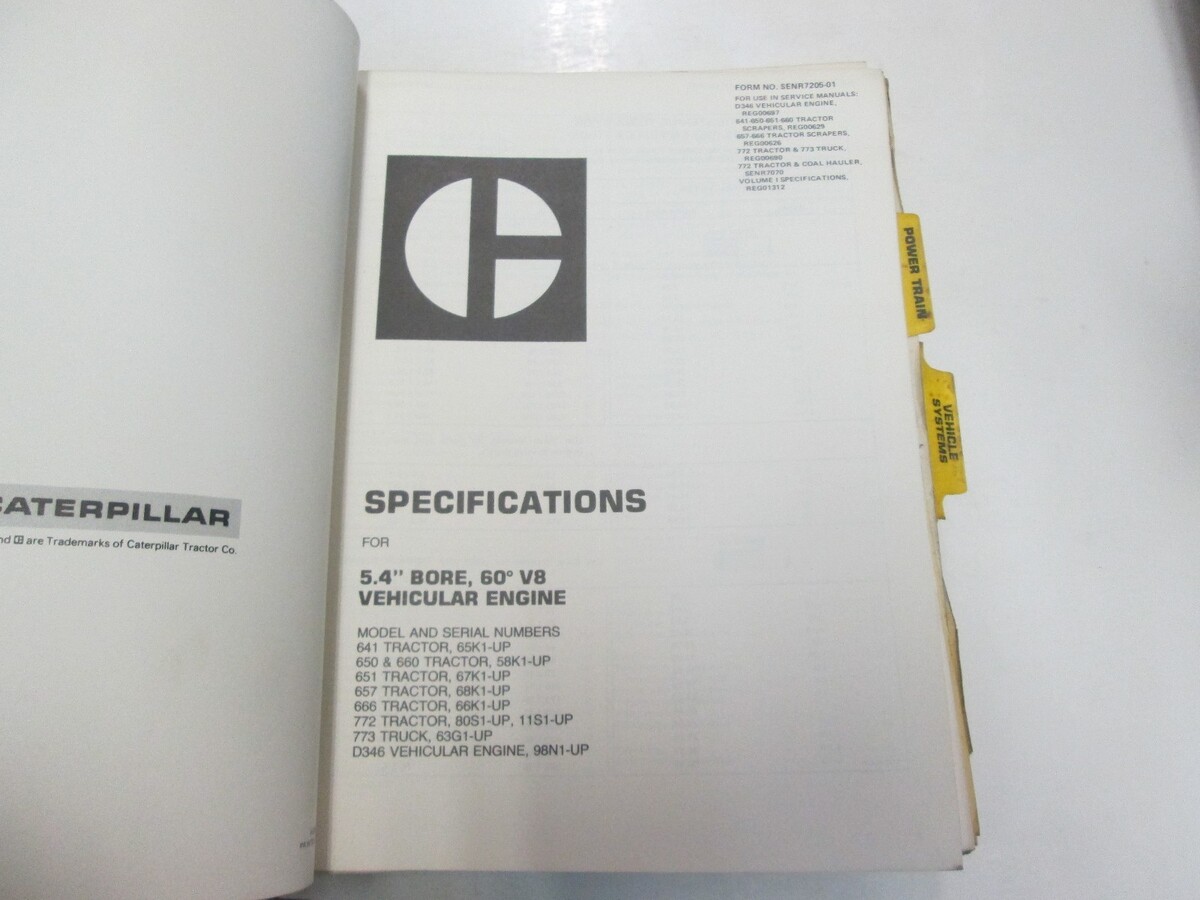 CATERPILLAR
are Trademarks of Caterpillar Tractor Co.
FORM NO. SENR7205-01
FOR USE IN SERVICE MANUALS:
D346 VEHICULAR ENGINE,
REG00697
641-650-651-660 TRACTOR
SCRAPERS, REG00629
657-666 TRACTOR SCRAPERS,
REG00626
772 TRACTOR & 773 TRUCK,
REG00690
772 TRACTOR & COAL HAULER,
SENR7070
VOLUME I SPECIFICATIONS,
REG01312
SPECIFICATIONS
FOR
5.4" BORE, 60° V8
VEHICULAR ENGINE
MODEL AND SERIAL NUMBERS
641 TRACTOR, 65K1-UP
650 & 660 TRACTOR, 58K1-UP
651 TRACTOR, 67K1-UP
657 TRACTOR, 68K1-UP
666 TRACTOR, 66K1-UP
772 TRACTOR, 80S1-UP, 11S1-UP
773 TRUCK, 63G1-UP
D346 VEHICULAR ENGINE, 98N1-UP
POWER TRAIN
VEHICLE
SYSTEMS